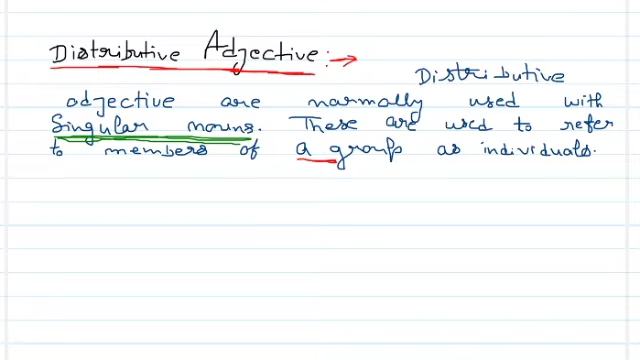 Distributive Adjective :→
Distributive
adjective are normally used with
Singular nouns. These are used to refer
to members of a group as individuals.